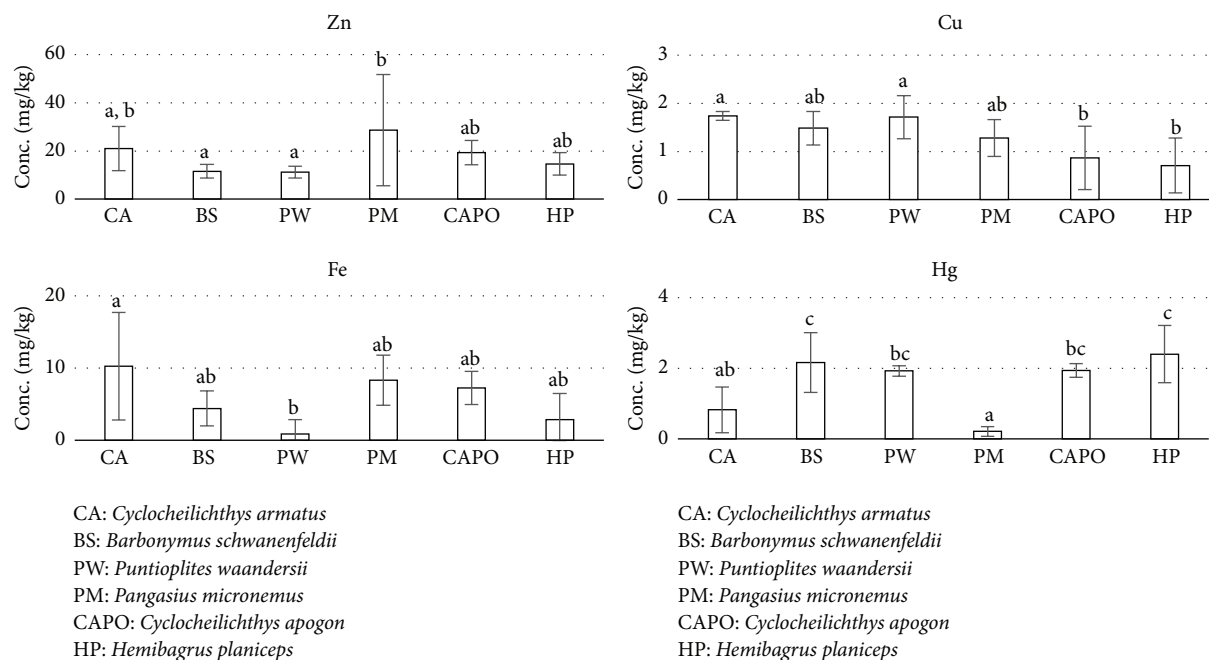 Zn
Conc. (mg/kg)
60
40
20
0
a, b
a
a
b
ab
ab
CA BS PW PM CAPO HP
Cu
Conc. (mg/kg)
3
2
1
0
a
ab
a
ab
b
b
CA BS PW PM CAPO HP
Fe
Conc. (mg/kg)
20
10
0
a
ab
b
ab
ab
ab
CA BS PW PM CAPO HP
Hg
Conc. (mg/kg)
4
2
0
ab
c
bc
a
bc
c
CA BS PW PM CAPO HP
CA: Cyclocheilichthys armatus
BS: Barbonymus schwanenfeldii
PW: Puntioplites waandersii
PM: Pangasius micronemus
CAPO: Cyclocheilichthys apogon
HP: Hemibagrus planiceps
CA: Cyclocheilichthys armatus
BS: Barbonymus schwanenfeldii
PW: Puntioplites waandersii
PM: Pangasius micronemus
CAPO: Cyclocheilichthys apogon
HP: Hemibagrus planiceps